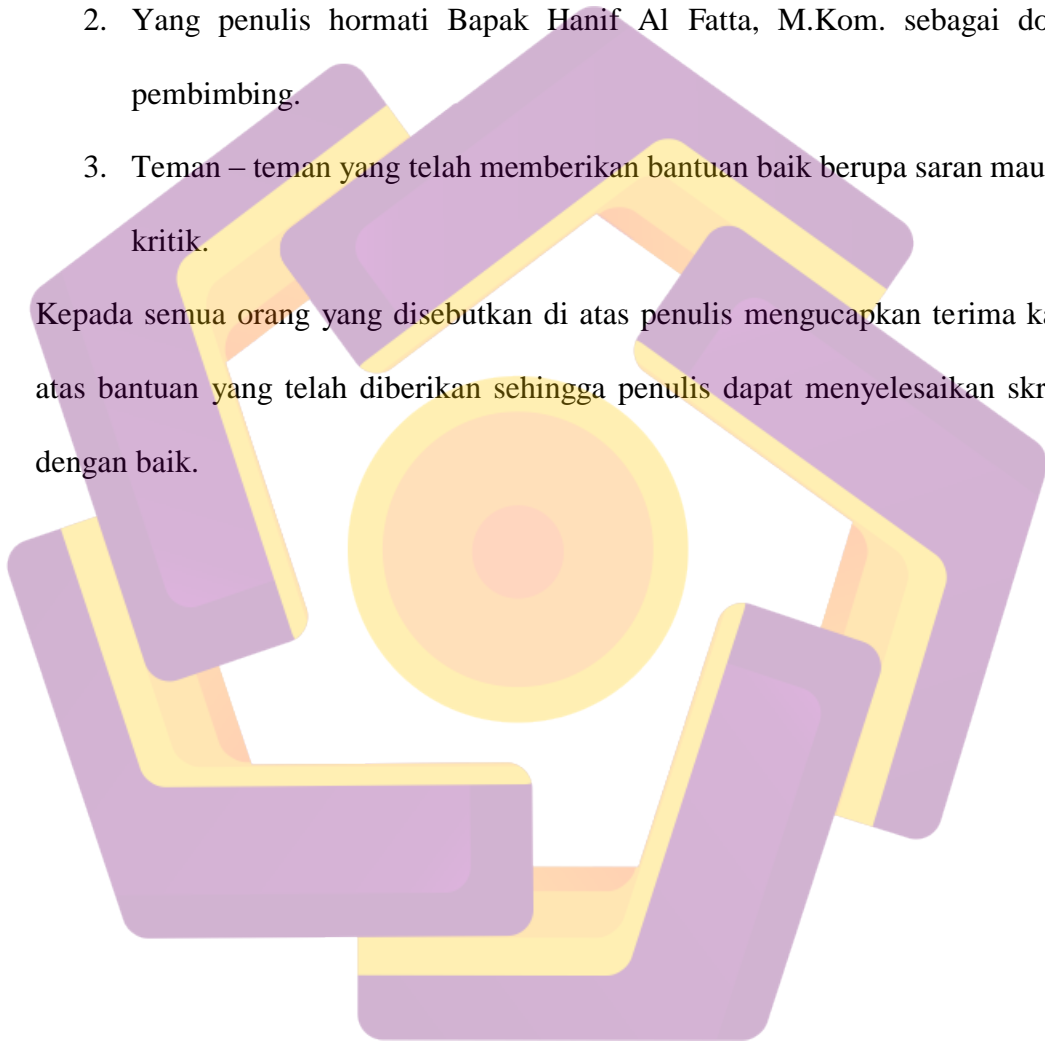 2. Yang penulis hormati Bapak Hanif Al Fatta, M.Kom. sebagai do
pembimbing.
3. Teman – teman yang telah memberikan bantuan baik berupa saran mau
kritik.
Kepada semua orang yang disebutkan di atas penulis mengucapkan terima ka
atas bantuan yang telah diberikan sehingga penulis dapat menyelesaikan skr
dengan baik.